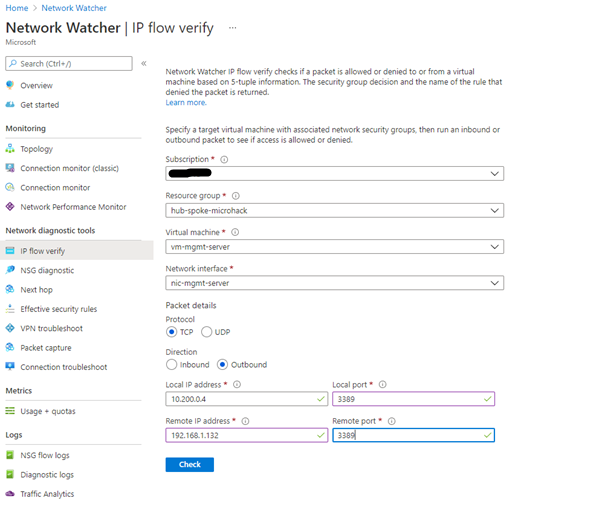 Home > Network Watcher
Network Watcher | IP flow verify ...
Microsoft
Search (Ctrl+/) «
Overview
Get started
Monitoring
Topology
Connection monitor (classic)
Connection monitor
Network Performance Monitor
Network diagnostic tools
IP flow verify
NSG diagnostic
Next hop
Effective security rules
VPN troubleshoot
Packet capture
Connection troubleshoot
Metrics
Usage + quotas
Logs
NSG flow logs
Diagnostic logs
Traffic Analytics
Network Watcher IP flow verify checks if a packet is allowed or denied to or from a virtual
machine based on 5-tuple information. The security group decision and the name of the rule that
denied the packet is returned.
Learn more.
Specify a target virtual machine with associated network security groups, then run an inbound or
outbound packet to see if access is allowed or denied.
Subscription *
Resource group *
hub-spoke-microhack
Virtual machine *
vm-mgmt-server
Network interface *
nic-mgmt-server
Packet details
Protocol
TCP UDP
Direction
Inbound Outbound
Local IP address * Local port *
10.200.0.4 3389
Remote IP address * Remote port *
192.168.1.132 3389
Check